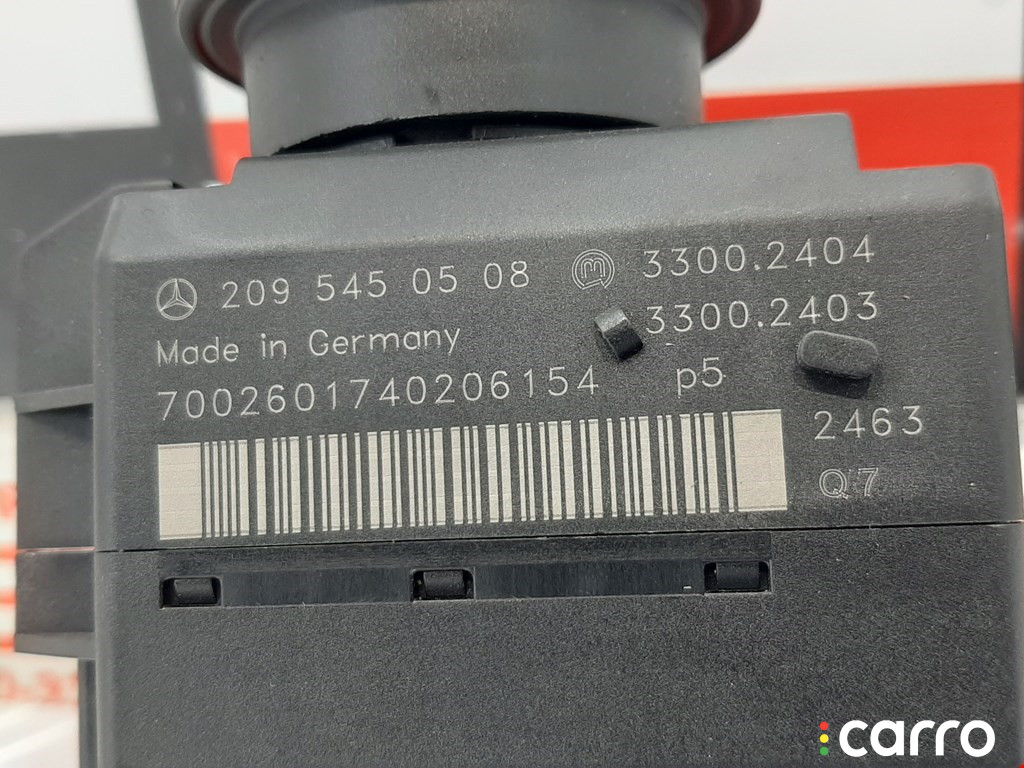 209 545 05 08
3300.2404
Made in Germany
3300.2403
7002601740206154 p5
2463
Q7
carro